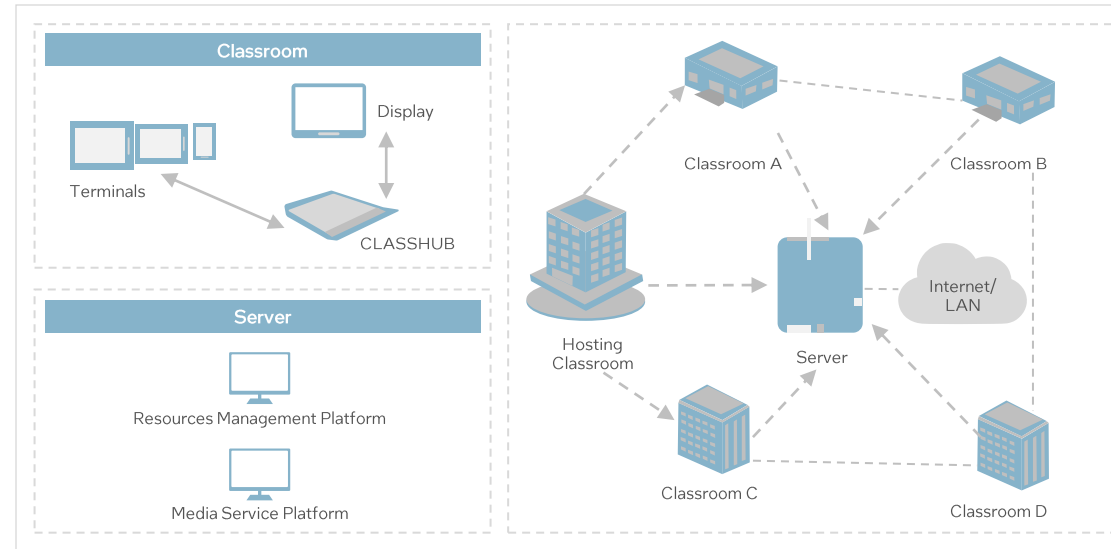 Classroom
Display
Terminals
CLASSHUB
Server
Resources Management Platform
Media Service Platform
Classroom A
Classroom B
Internet/
LAN
Hosting
Classroom
Server
Classroom C
Classroom D